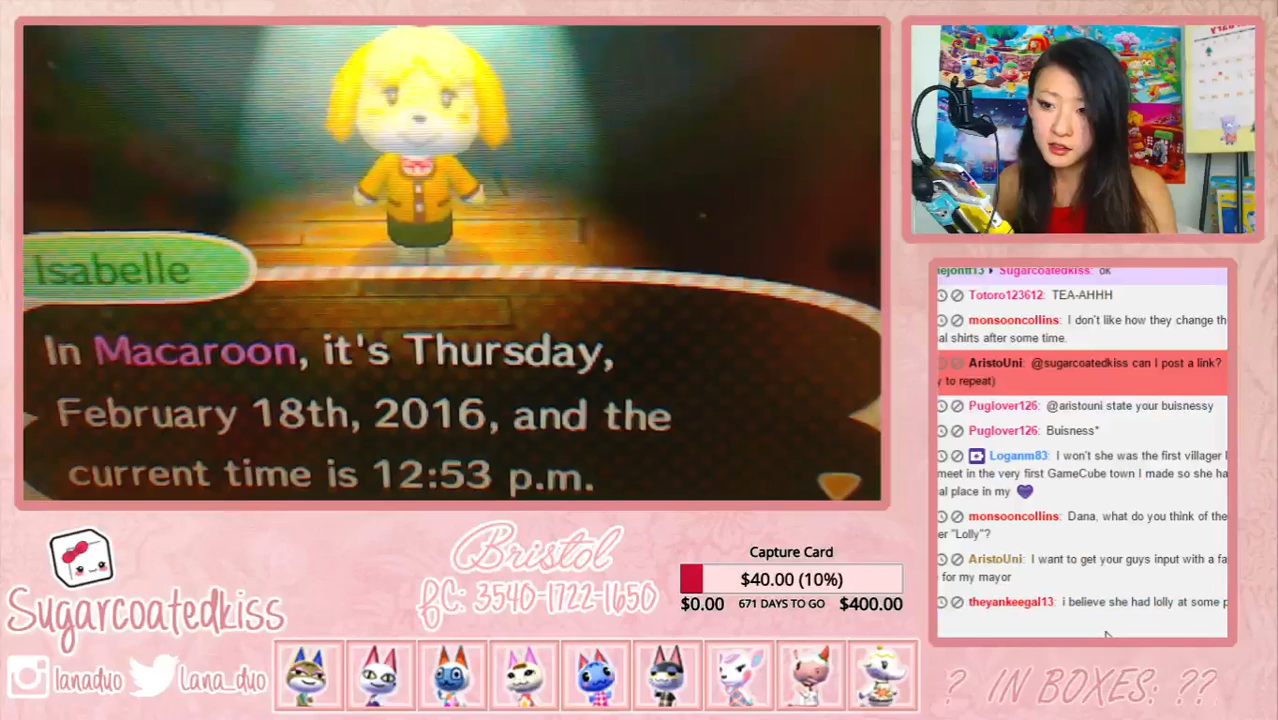 Isabelle
In Macaroon, it's Thursday,
February 18th, 2016, and the
current time is 12:53 p.m.
lejontf13 ▸ Sugarcoatedkiss: ok
Totoro123612: TEA-AHHH
monsooncollins: I don't like how they change th
al shirts after some time.
AristoUni: @sugarcoatedkiss can I post a link?
y to repeat)
Puglover126: @aristouni state your buisnessy
Puglover126: Buisness*
Loganm83: I won't she was the first villager I
meet in the very first GameCube town I made so she ha
al place in my 💜
monsooncollins: Dana, what do you think of the
er "Lolly"?
AristoUni: I want to get your guys input with a fa
for my mayor
theyankeegal13: i believe she had lolly at some p
Sugarcoatedkiss
lanaduo
Lana_duo
Bristol
FC: 3540-1722-1650
Capture Card
$40.00 (10%)
$0.00 671 DAYS TO GO $400.00
? IN BOXES: ??